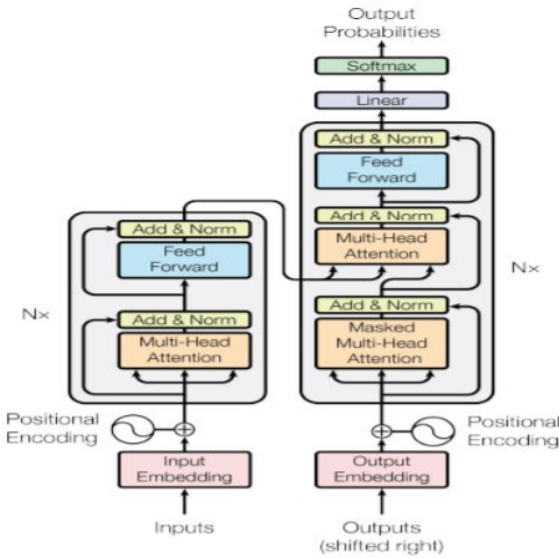 Output
Probabilities
Softmax
Linear
Add & Norm
Feed
Forward
Add & Norm
Multi-Head
Attention
Add & Norm
Masked
Multi-Head
Attention
Nx
Add & Norm
Feed
Forward
Add & Norm
Multi-Head
Attention
Nx
Positional
Encoding
Positional
Encoding
Input
Embedding
Output
Embedding
Inputs
Outputs
(shifted right)